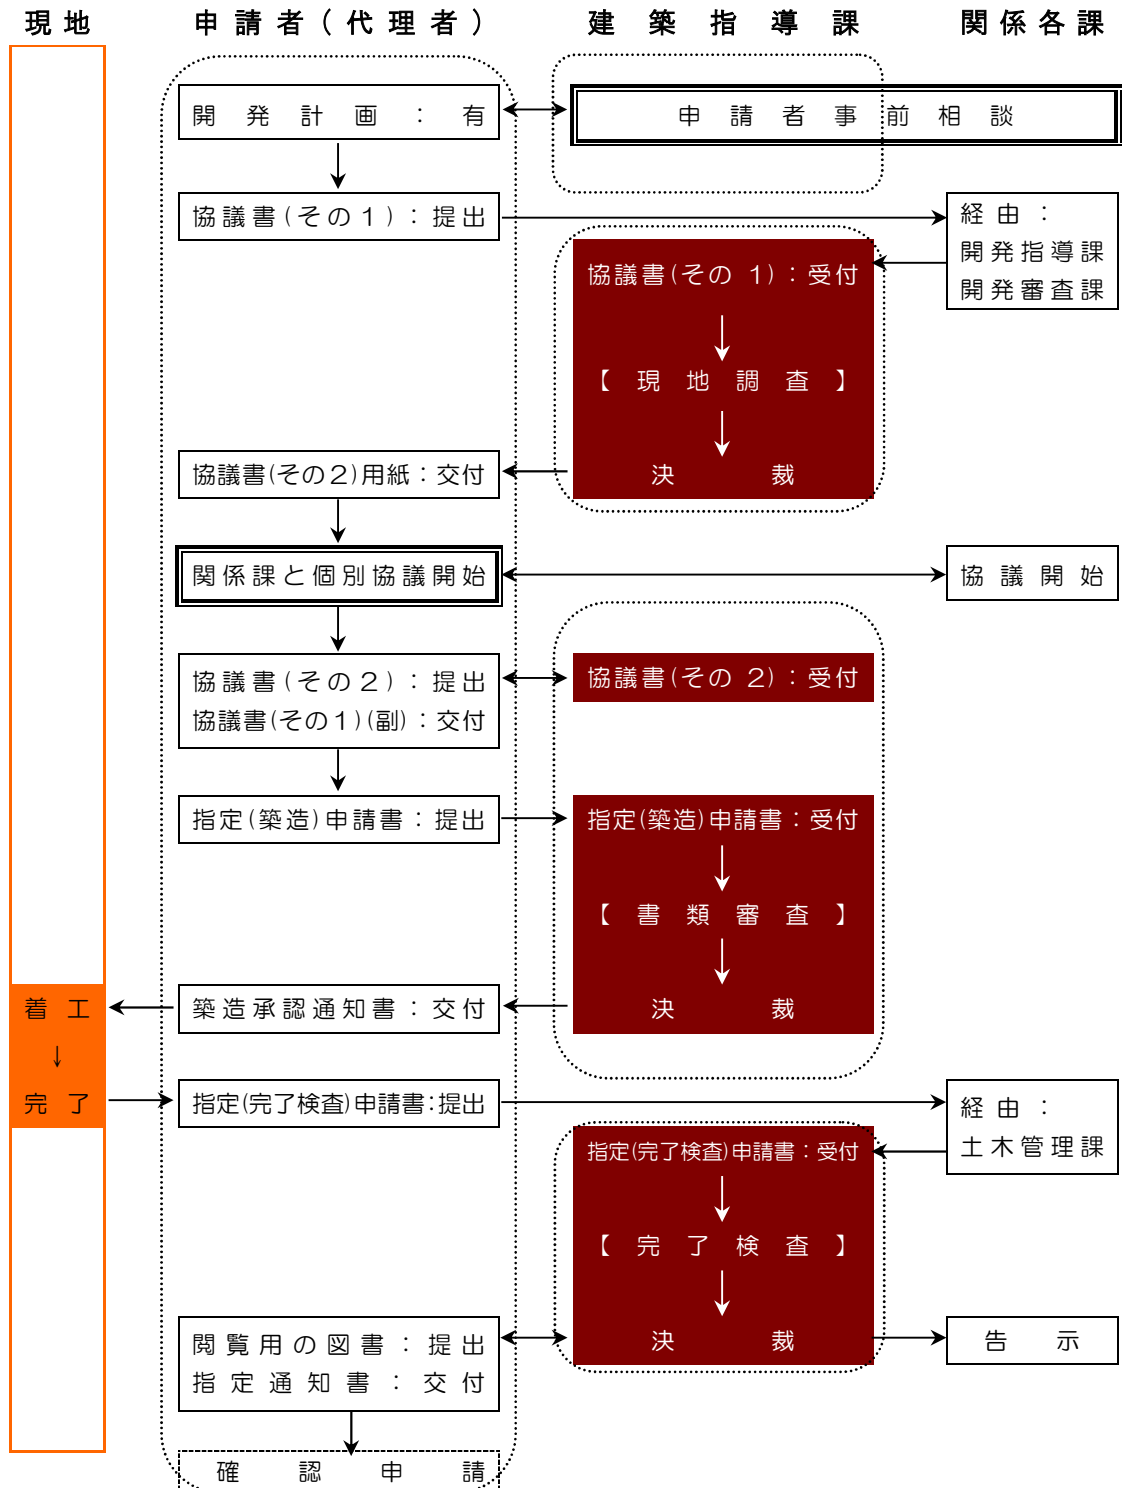 現地 申請者(代理者) 建築指導課 関係各課
開発計画：有
申請者事前相談
協議書(その１)：提出
経由：
開発指導課
開発審査課
協議書(その 1)：受付
↓
【現地調査】
↓
決裁
協議書(その２)用紙：交付
関係課と個別協議開始
協議開始
協議書(その２)：提出
協議書(その１)(副)：交付
協議書(その 2)：受付
指定(築造)申請書：提出
指定(築造)申請書：受付
↓
【書類審査】
↓
決裁
築造承認通知書：交付
着工
↓
完了
指定(完了検査)申請書：提出
経由：
土木管理課
指定(完了検査)申請書：受付
↓
【完了検査】
↓
決裁
閲覧用の図書：提出
指定通知書：交付
告示
確認申請